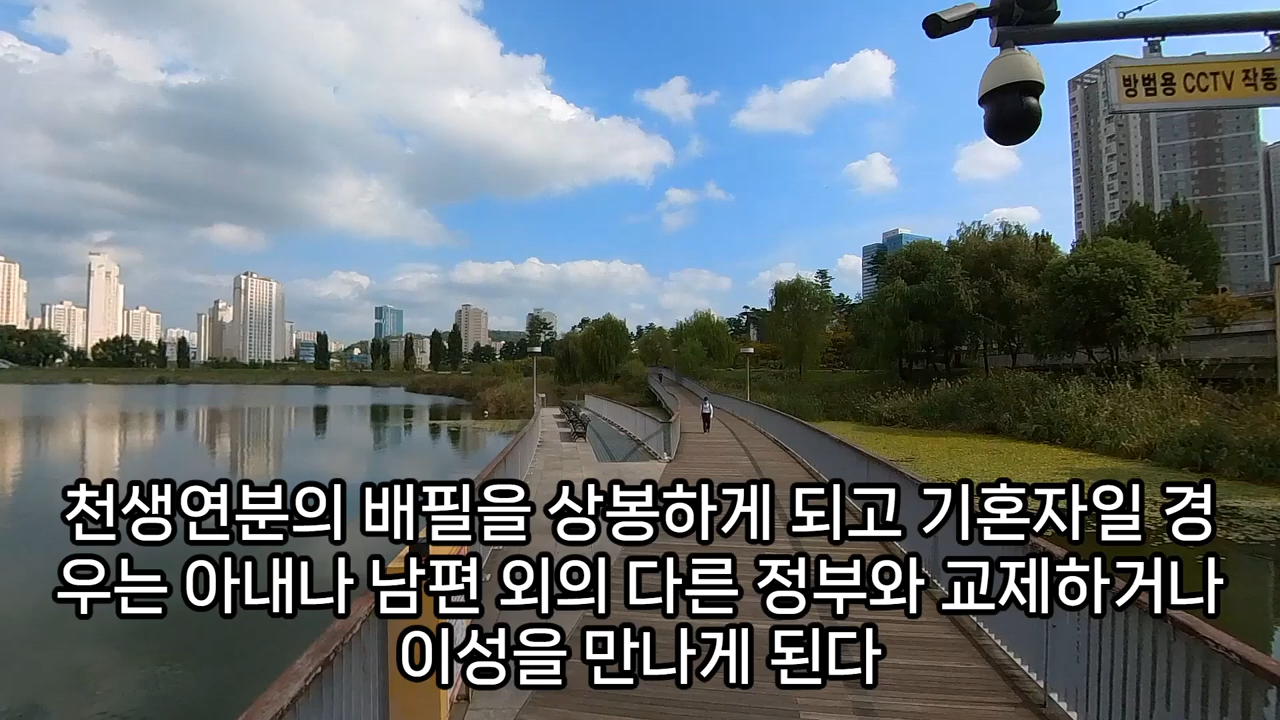 방범용 CCTV 작동
천생연분의 배필을 상봉하게 되고 기혼자일 경
우는 아내나 남편 외의 다른 정부와 교제하거나
이성을 만나게 된다